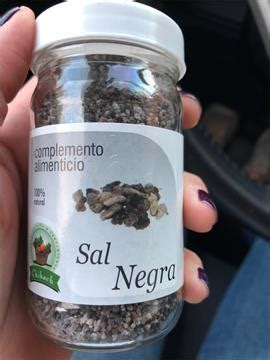 complemento
alimenticio
100%
natural
Sal
Negra